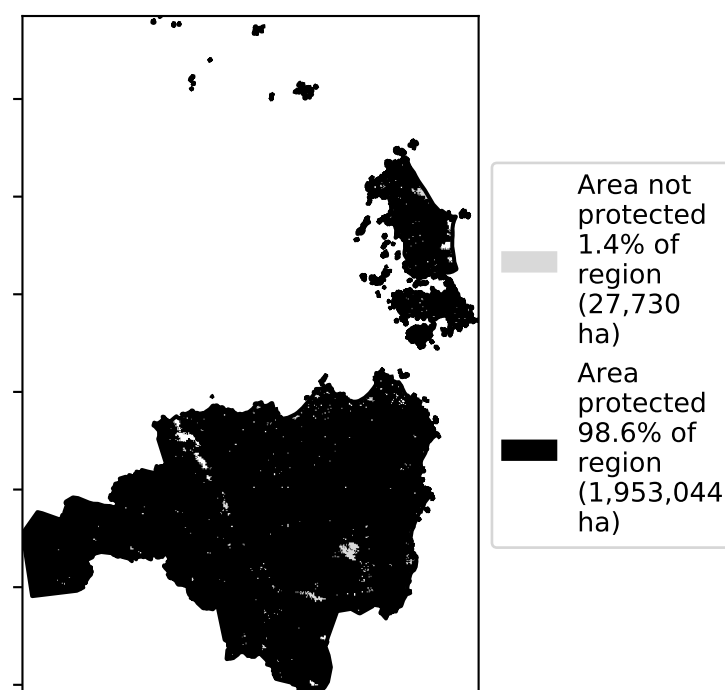 Area not
protected
1.4% of
region
(27,730
ha)
Area
protected
98.6% of
region
(1,953,044
ha)